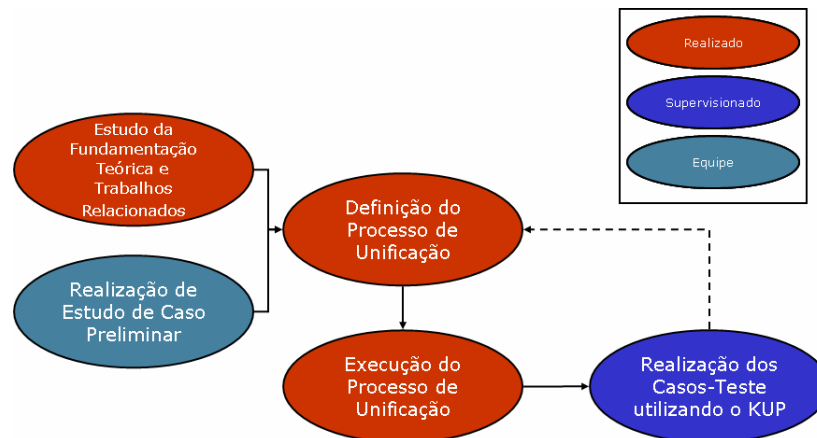 Realizado
Supervisionado
Equipe
Estudo da
Fundamentação
Teórica e
Trabalhos
Relacionados
Definição do
Processo de
Unificação
Realização de
Estudo de Caso
Preliminar
Execução do
Processo de
Unificação
Realização dos
Casos-Teste
utilizando o KUP